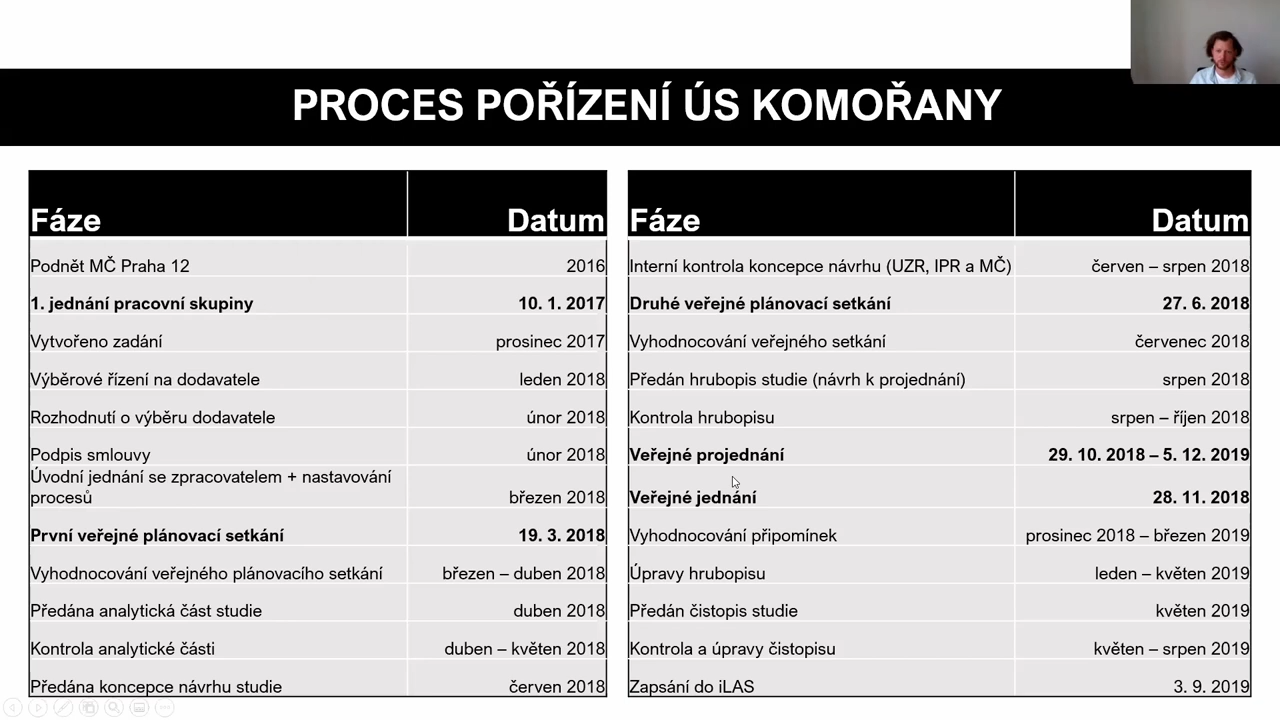 PROCES POŘÍZENÍ ÚS KOMOŘANY
Fáze Datum
Podnět MČ Praha 12 2016
1. jednání pracovní skupiny 10. 1. 2017
Vytvořeno zadání prosinec 2017
Výběrové řízení na dodavatele leden 2018
Rozhodnutí o výběru dodavatele únor 2018
Podpis smlouvy únor 2018
Úvodní jednání se zpracovatelem + nastavování
procesů březen 2018
První veřejné plánovací setkání 19. 3. 2018
Vyhodnocování veřejného plánovacího setkání březen – duben 2018
Předána analytická část studie duben 2018
Kontrola analytické části duben – květen 2018
Předána koncepce návrhu studie červen 2018
Fáze Datum
Interní kontrola koncepce návrhu (UZR, IPR a MČ) červen – srpen 2018
Druhé veřejné plánovací setkání 27. 6. 2018
Vyhodnocování veřejného setkání červenec 2018
Předán hrubopis studie (návrh k projednání) srpen 2018
Kontrola hrubopisu srpen – říjen 2018
Veřejné projednání 29. 10. 2018 – 5. 12. 2019
Veřejné jednání 28. 11. 2018
Vyhodnocování připomínek prosinec 2018 – březen 2019
Úpravy hrubopisu leden – květen 2019
Předán čistopis studie květen 2019
Kontrola a úpravy čistopisu květen – srpen 2019
Zapsání do iLAS 3. 9. 2019